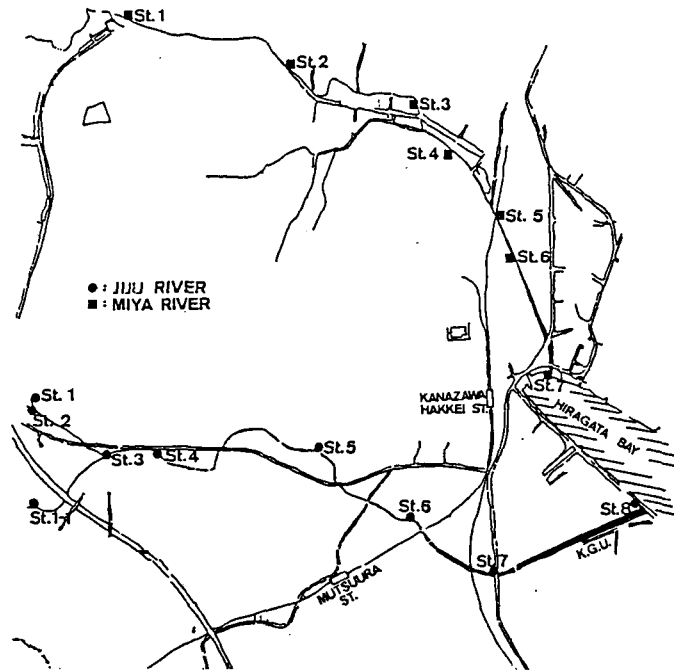 St.1
St.2
St.3
St.4
St. 5
St.6
● : JIJU RIVER
■ : MIYA RIVER
St.7
KANAZAWA
HAKKEI ST.
HIRAGATA BAY
St. 1
St. 2
St.3
St.4
St.5
St.6
St.1-1
St.7
St.8
K.G.U.
MUTSUURA
ST.